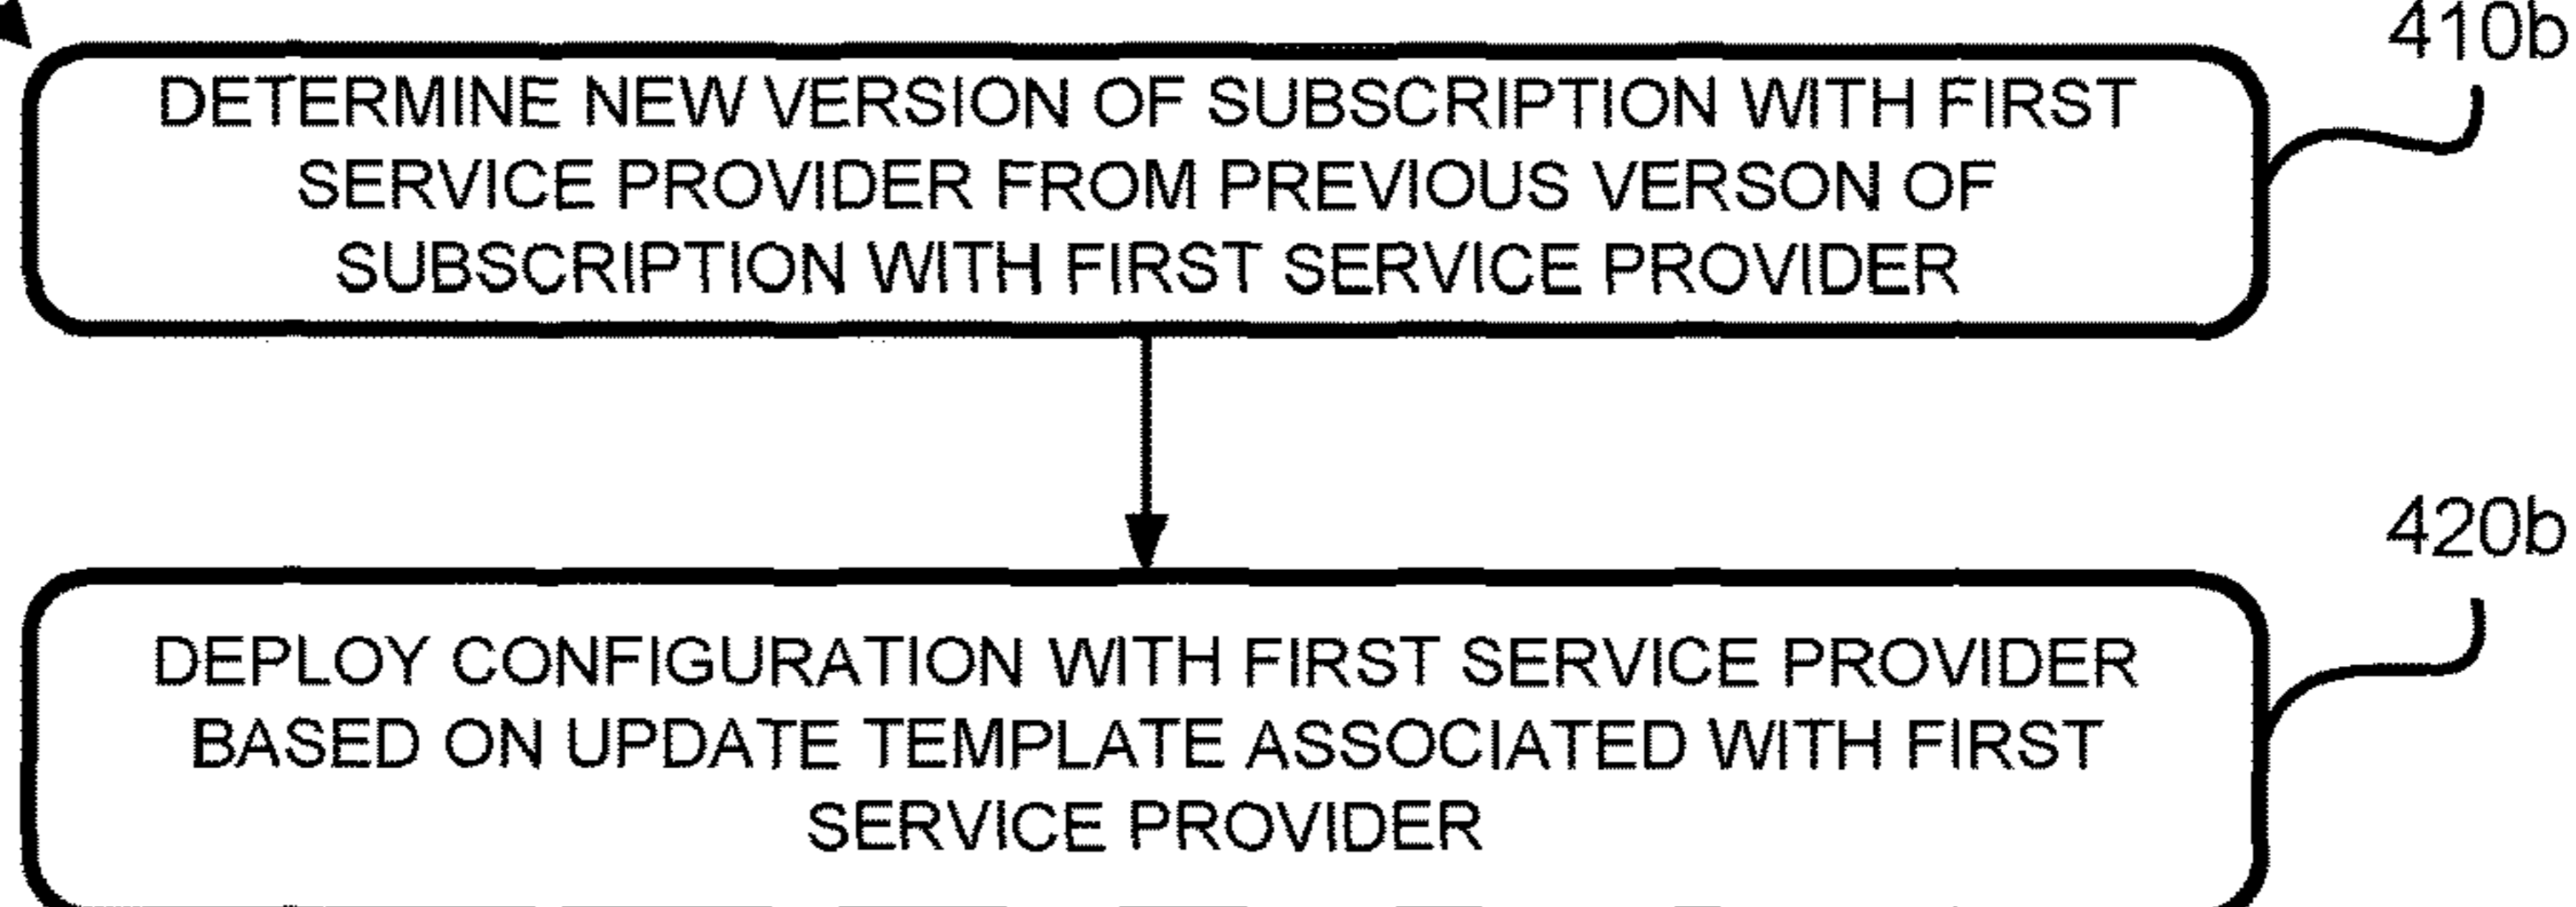 410b
DETERMINE NEW VERSION OF SUBSCRIPTION WITH FIRST
SERVICE PROVIDER FROM PREVIOUS VERSON OF
SUBSCRIPTION WITH FIRST SERVICE PROVIDER
420b
DEPLOY CONFIGURATION WITH FIRST SERVICE PROVIDER
BASED ON UPDATE TEMPLATE ASSOCIATED WITH FIRST
SERVICE PROVIDER